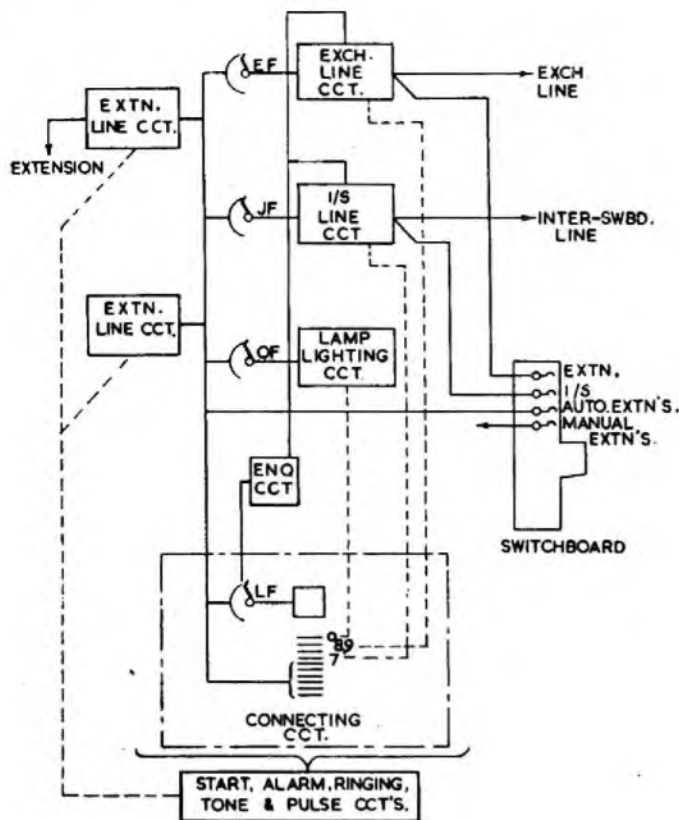 EXCH.
LINE
CCT.
EF
EXCH
LINE
EXTN.
LINE CCT.
EXTENSION
I/S
LINE
CCT
JF
INTER-SWBD.
LINE
EXTN.
LINE CCT.
LAMP
LIGHTING
CCT.
OF
EXTN.
I/S
AUTO.EXTN'S.
MANUAL
EXTN'S.
ENQ
CCT
SWITCHBOARD
LF
0
89
7
CONNECTING
CCT.
START, ALARM, RINGING,
TONE & PULSE CCT'S.